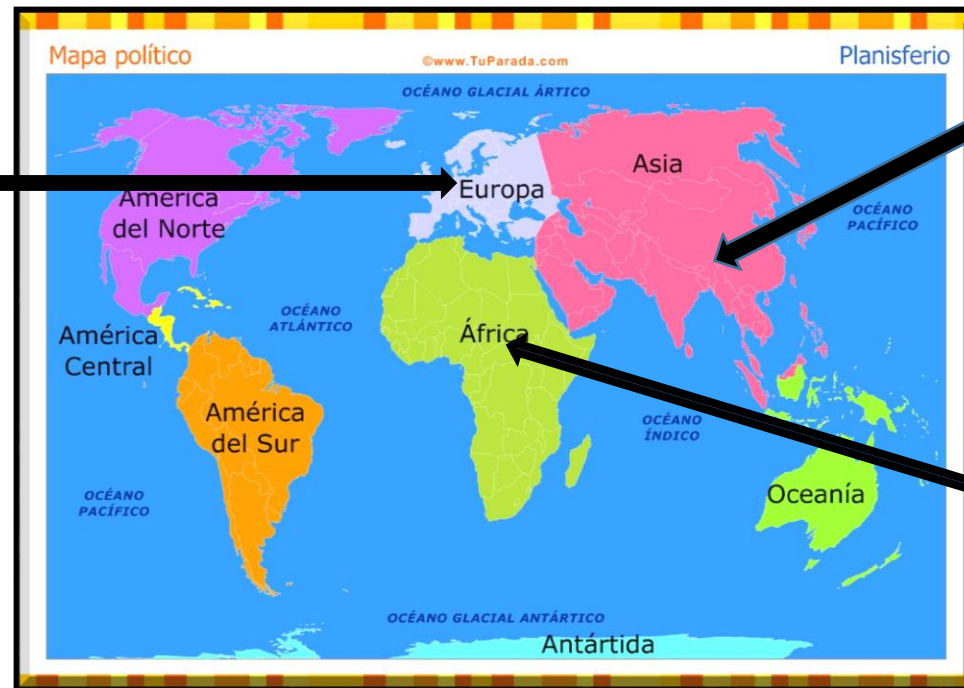 Mapa político
©www.TuParada.com
Planisferio
OCÉANO GLACIAL ÁRTICO
Asia
Europa
América
del Norte
OCÉANO
PACÍFICO
OCÉANO
ATLÁNTICO
África
América
Central
América
del Sur
OCÉANO
ÍNDICO
OCÉANO
PACÍFICO
Oceanía
OCÉANO GLACIAL ANTÁRTICO
Antártida